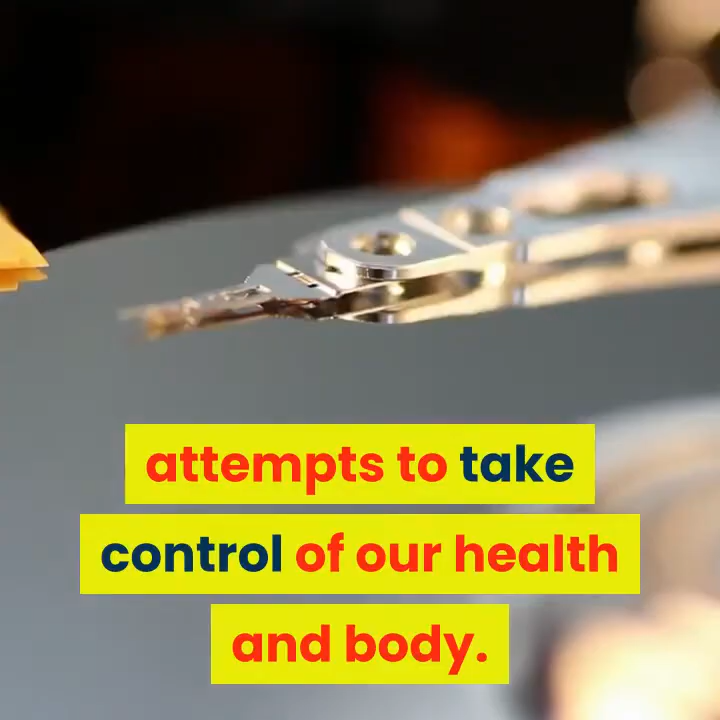 attempts to take
control of our health
and body.